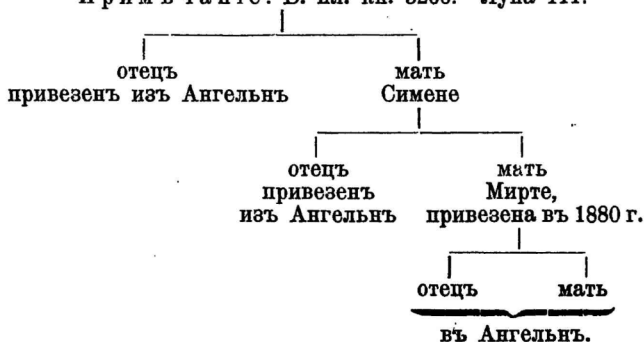 отецъ мать
привезенъ изъ Ангельнъ Симене
отецъ мать
привезенъ Мирте,
изъ Ангельнъ привезена въ 1880 г.
отецъ мать
въ Ангельнъ.